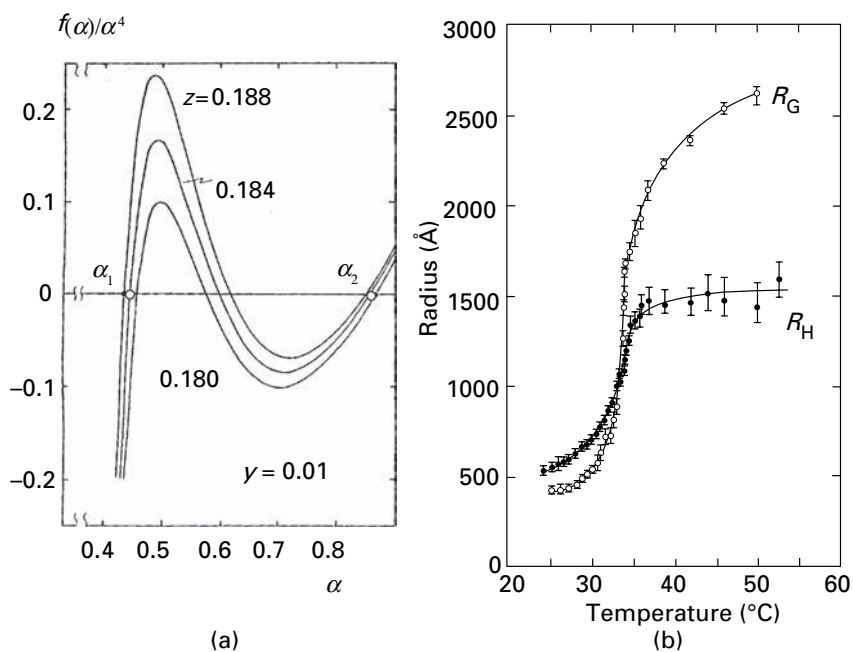 f(α)/α⁴
0.2
0.1
0
−0.1
−0.2
z=0.188
0.184
α₁
α₂
0.180
y = 0.01
0.4
0.5
0.6
0.7
0.8
α
(a)
3000
2500
2000
1500
1000
500
0
Radius (Å)
R_G
R_H
20
30
40
50
60
Temperature (°C)
(b)